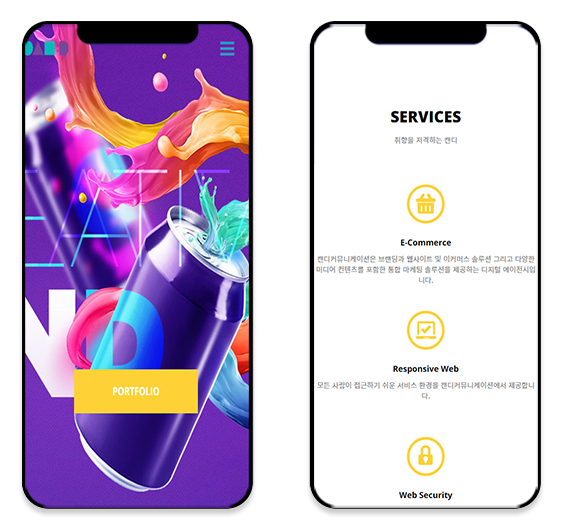 PORTFOLIO
SERVICES
취향을 저격하는 캔디
E-Commerce
캔디커뮤니케이션은 브랜딩과 웹사이트 및 이커머스 솔루션 그리고 다양한
미디어 컨텐츠를 포함한 통합 마케팅 솔루션을 제공하는 디지털 에이전시입
니다.
Responsive Web
모든 사람이 접근하기 쉬운 서비스 환경을 캔디커뮤니케이션에서 제공합니
다.
Web Security